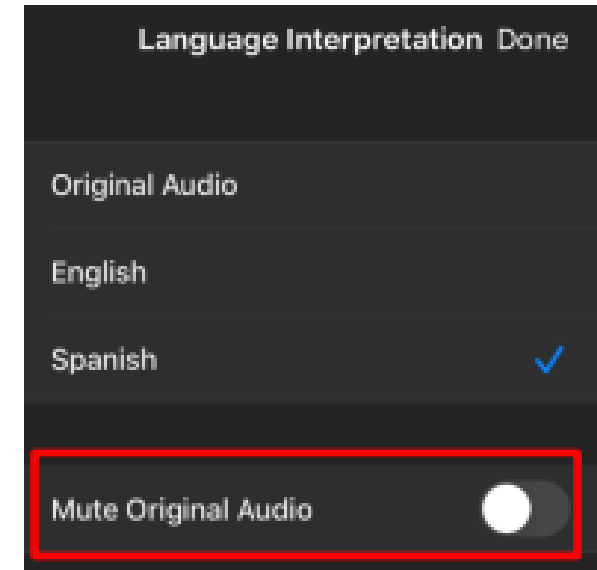 Language Interpretation Done
Original Audio
English
Spanish
Mute Original Audio